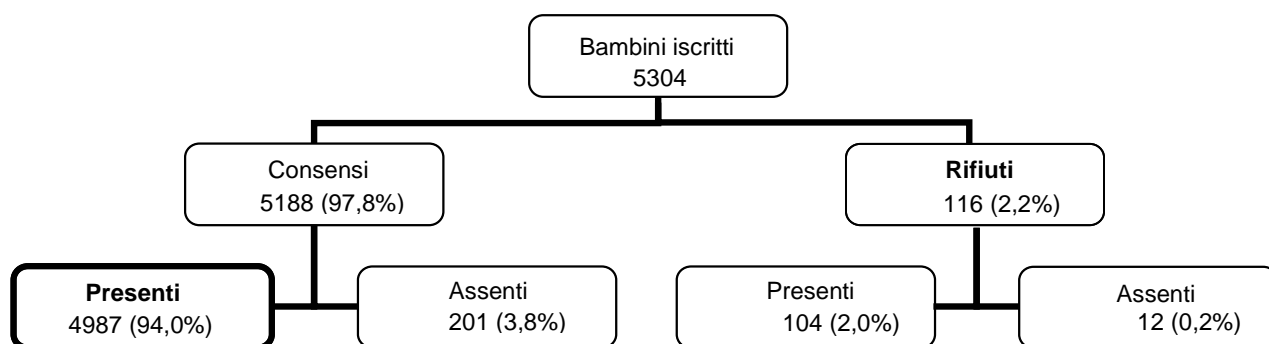 Bambini iscritti
5304
Consensi
5188 (97,8%)
Rifiuti
116 (2,2%)
Presenti
4987 (94,0%)
Assenti
201 (3,8%)
Presenti
104 (2,0%)
Assenti
12 (0,2%)